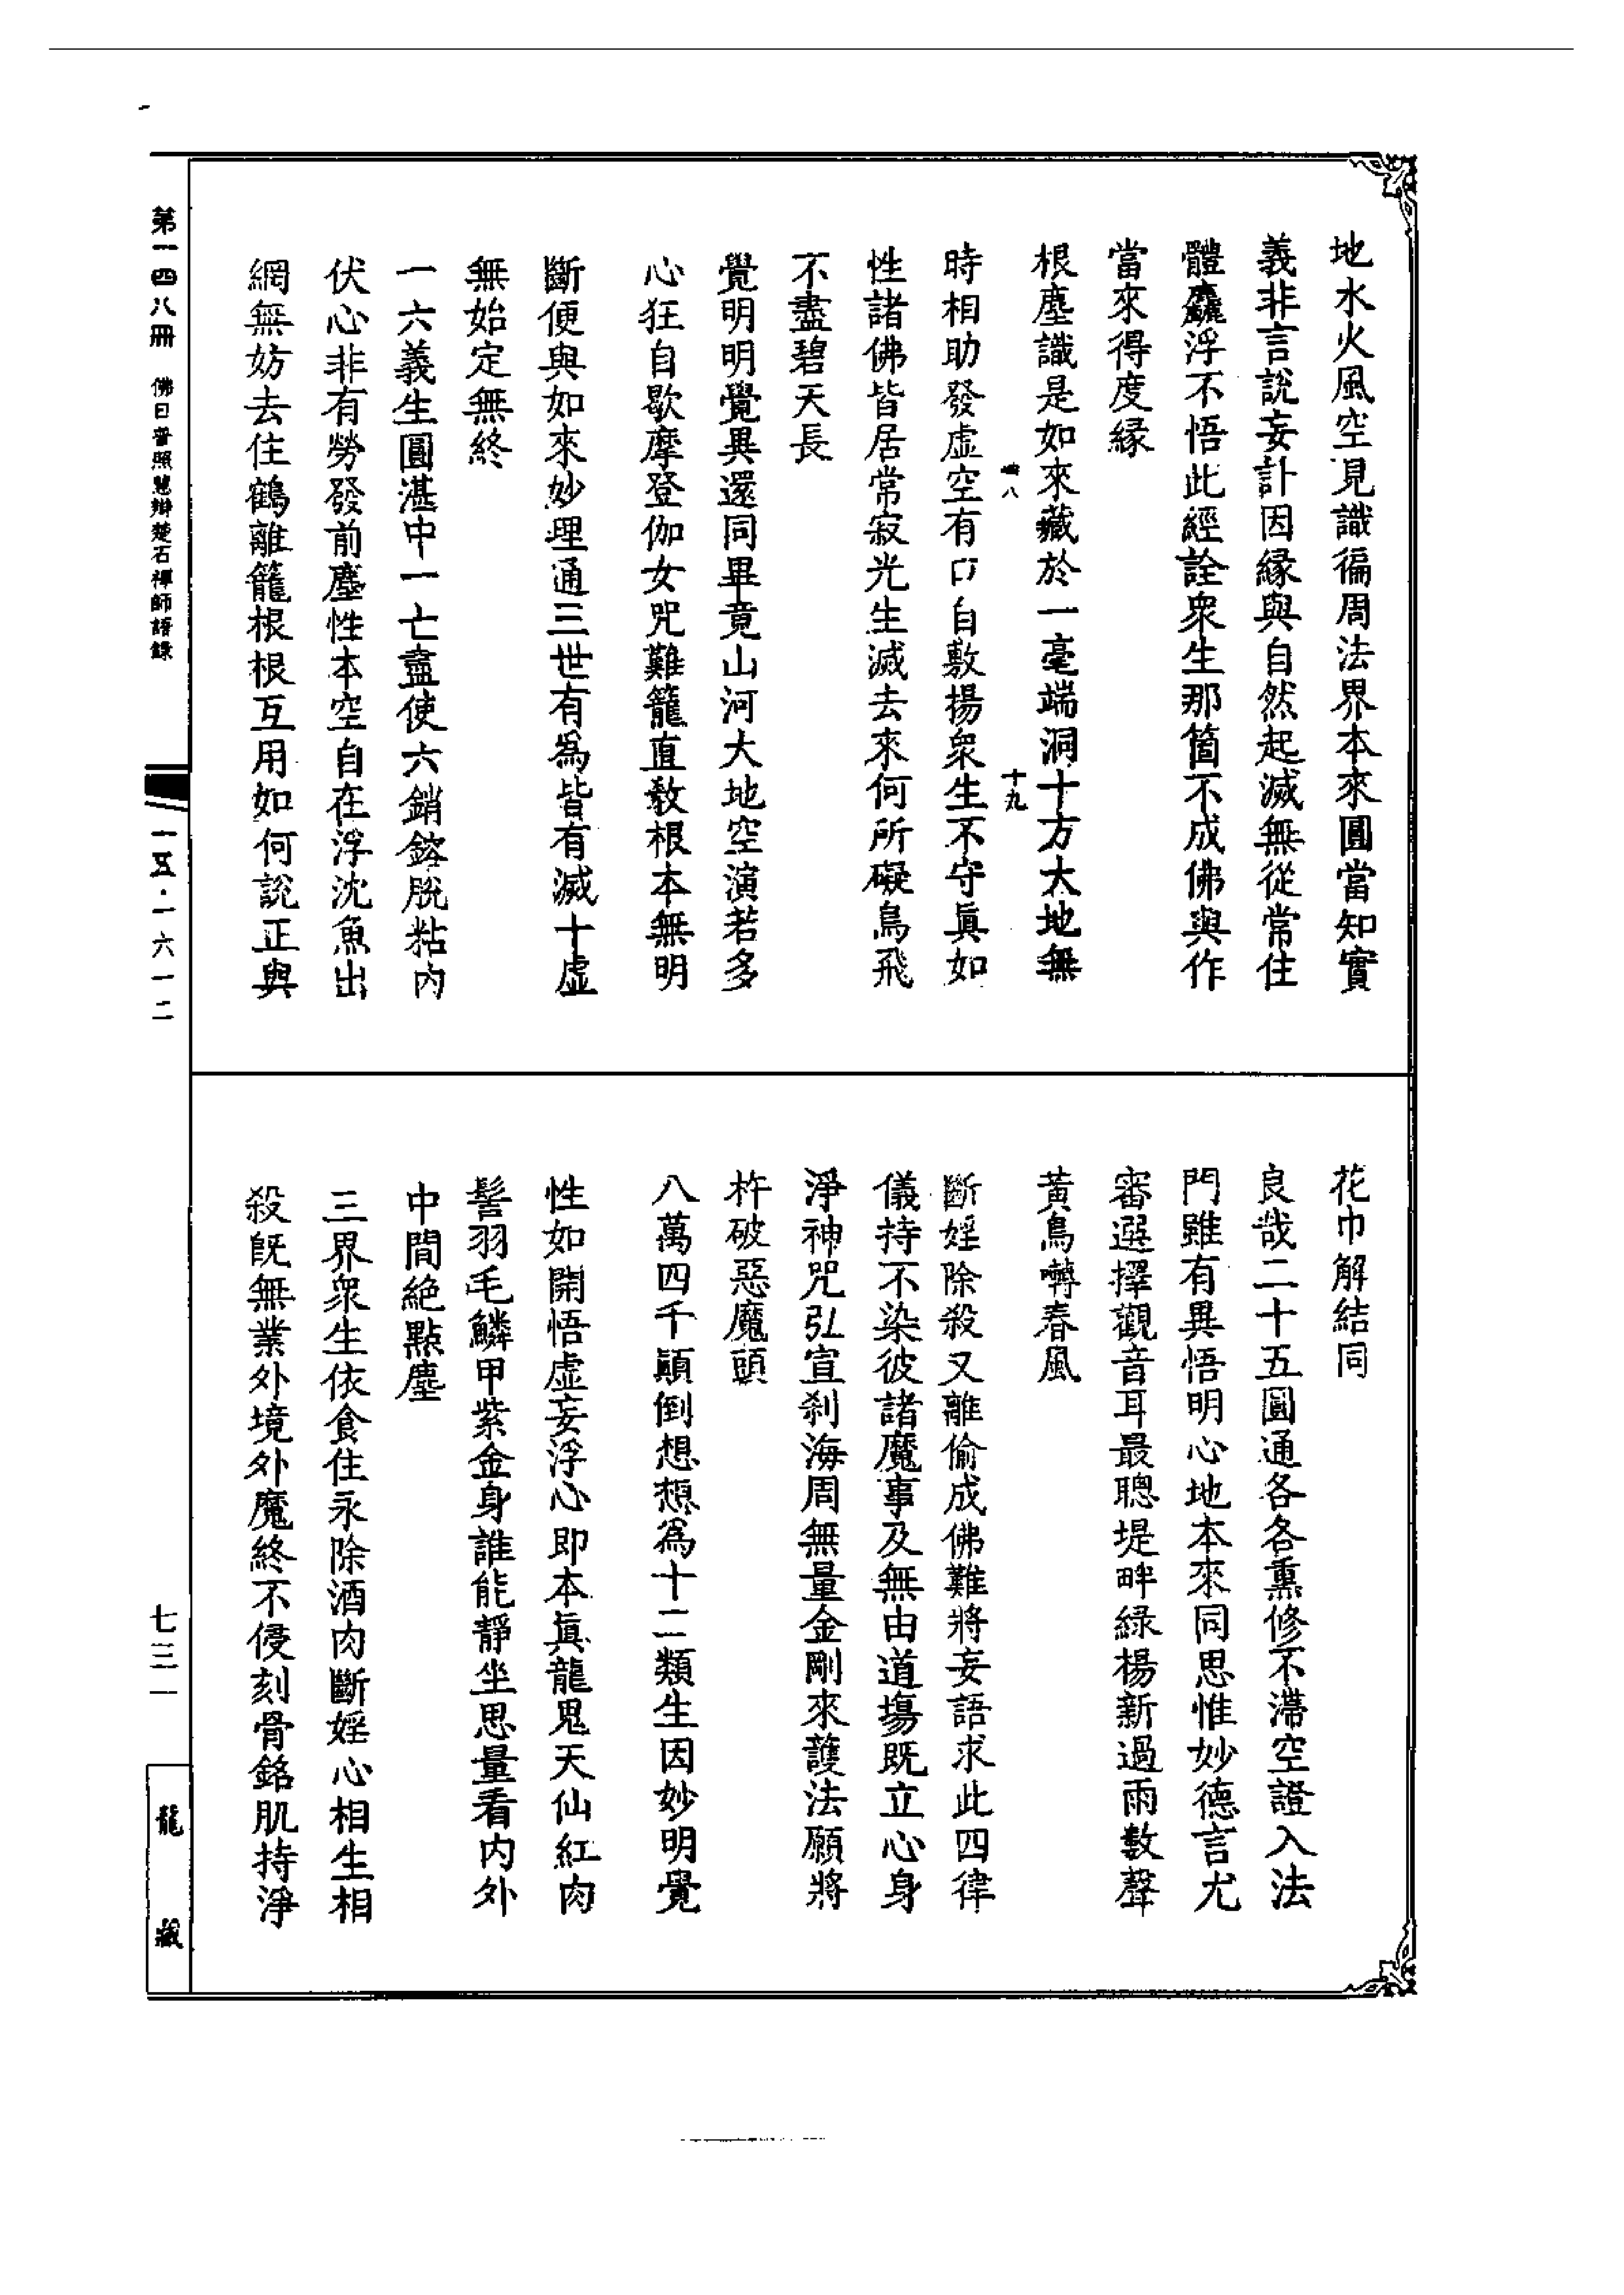 地水火風空見識徧周法界本來圓當知實
義非言說妄計因緣與自然起滅無從常住
體麤浮不悟此經詮衆生那箇不成佛與作
當來得度緣
根塵識是如來藏於一毫端洞十方大地無
八
十九
時相助發虛空有口自敷揚衆生不守眞如
性諸佛皆居常寂光生滅去來何所礙鳥飛
不盡碧天長
覺明明覺異還同畢竟山河大地空演若多
心狂自歇摩登伽女咒難籠直教根本無明
斷便與如來妙理通三世有為皆有滅十虛
無始定無終
一六義生圓湛中一亡盡使六銷鎔脫粘內
伏心非有勞發前塵性本空自在浮沈魚出
網無妨去住鶴離籠根根互用如何說正與
花巾解結同
良哉二十五圓通各各熏修不滯空證入法
門雖有異悟明心地本來同思惟妙德言尤
審選擇觀音耳最聰堤畔綠楊新過雨數聲
黃鳥囀春風
斷婬除殺又離偷成佛難將妄語求此四律
儀持不染彼諸魔事及無由道場既立心身
淨神咒弘宣刹海周無量金剛來護法願將
杵破惡魔頭
八萬四千顚倒想想為十二類生因妙明覺
性如開悟虛妄浮心即本眞龍鬼天仙紅肉
髻羽毛鱗甲紫金身誰能靜坐思量看內外
中間絕點塵
三界衆生依食住永除酒肉斷婬心相生相
殺既無業外境外魔終不侵刻骨銘肌持淨
第一四八冊 佛日普照慧辯楚石禪師語錄
一五·一六一二
七三一
龍藏